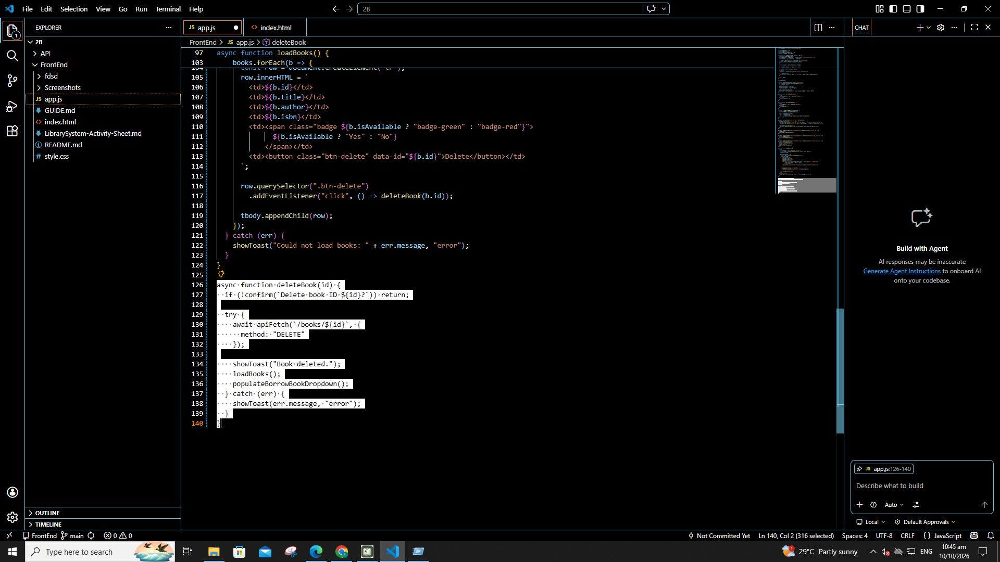 File Edit Selection View Go Run Terminal Help
2B
EXPLORER
2B
API
FrontEnd
fdsd
Screenshots
JS app.js
GUIDE.md
index.html
LibrarySystem-Activity-Sheet.md
README.md
# style.css
OUTLINE
TIMELINE
JS app.js
index.html
FrontEnd > JS app.js > deleteBook
97 async function loadBooks() {
103 books.forEach(b => {
105 row.innerHTML = `
106 <td>${b.id}</td>
107 <td>${b.title}</td>
108 <td>${b.author}</td>
109 <td>${b.isbn}</td>
110 <td><span class="badge ${b.isAvailable ? "badge-green" : "badge-red"}">
111 ${b.isAvailable ? "Yes" : "No"}
112 </span></td>
113 <td><button class="btn-delete" data-id="${b.id}">Delete</button></td>
114 `;
115
116 row.querySelector(".btn-delete")
117 .addEventListener("click", () => deleteBook(b.id));
118
119 tbody.appendChild(row);
120 });
121 } catch (err) {
122 showToast("Could not load books: " + err.message, "error");
123 }
124 }
125
126 async function deleteBook(id) {
127 if (!confirm(`Delete book ID ${id}?`)) return;
128
129 try {
130 await apiFetch(`/books/${id}`, {
131 method: "DELETE"
132 });
133
134 showToast("Book deleted.");
135 loadBooks();
136 populateBorrowBookDropdown();
137 } catch (err) {
138 showToast(err.message, "error");
139 }
140 }
CHAT
Build with Agent
AI responses may be inaccurate
Generate Agent Instructions to onboard AI
onto your codebase.
JS app.js:126-140
Describe what to build
Auto
Local Default Approvals
FrontEnd main 0 0
Not Committed Yet Ln 140, Col 2 (316 selected) Spaces: 4 UTF-8 CRLF {} JavaScript
Type here to search
1
29°C Partly sunny
ENG
10:45 am
10/10/2026